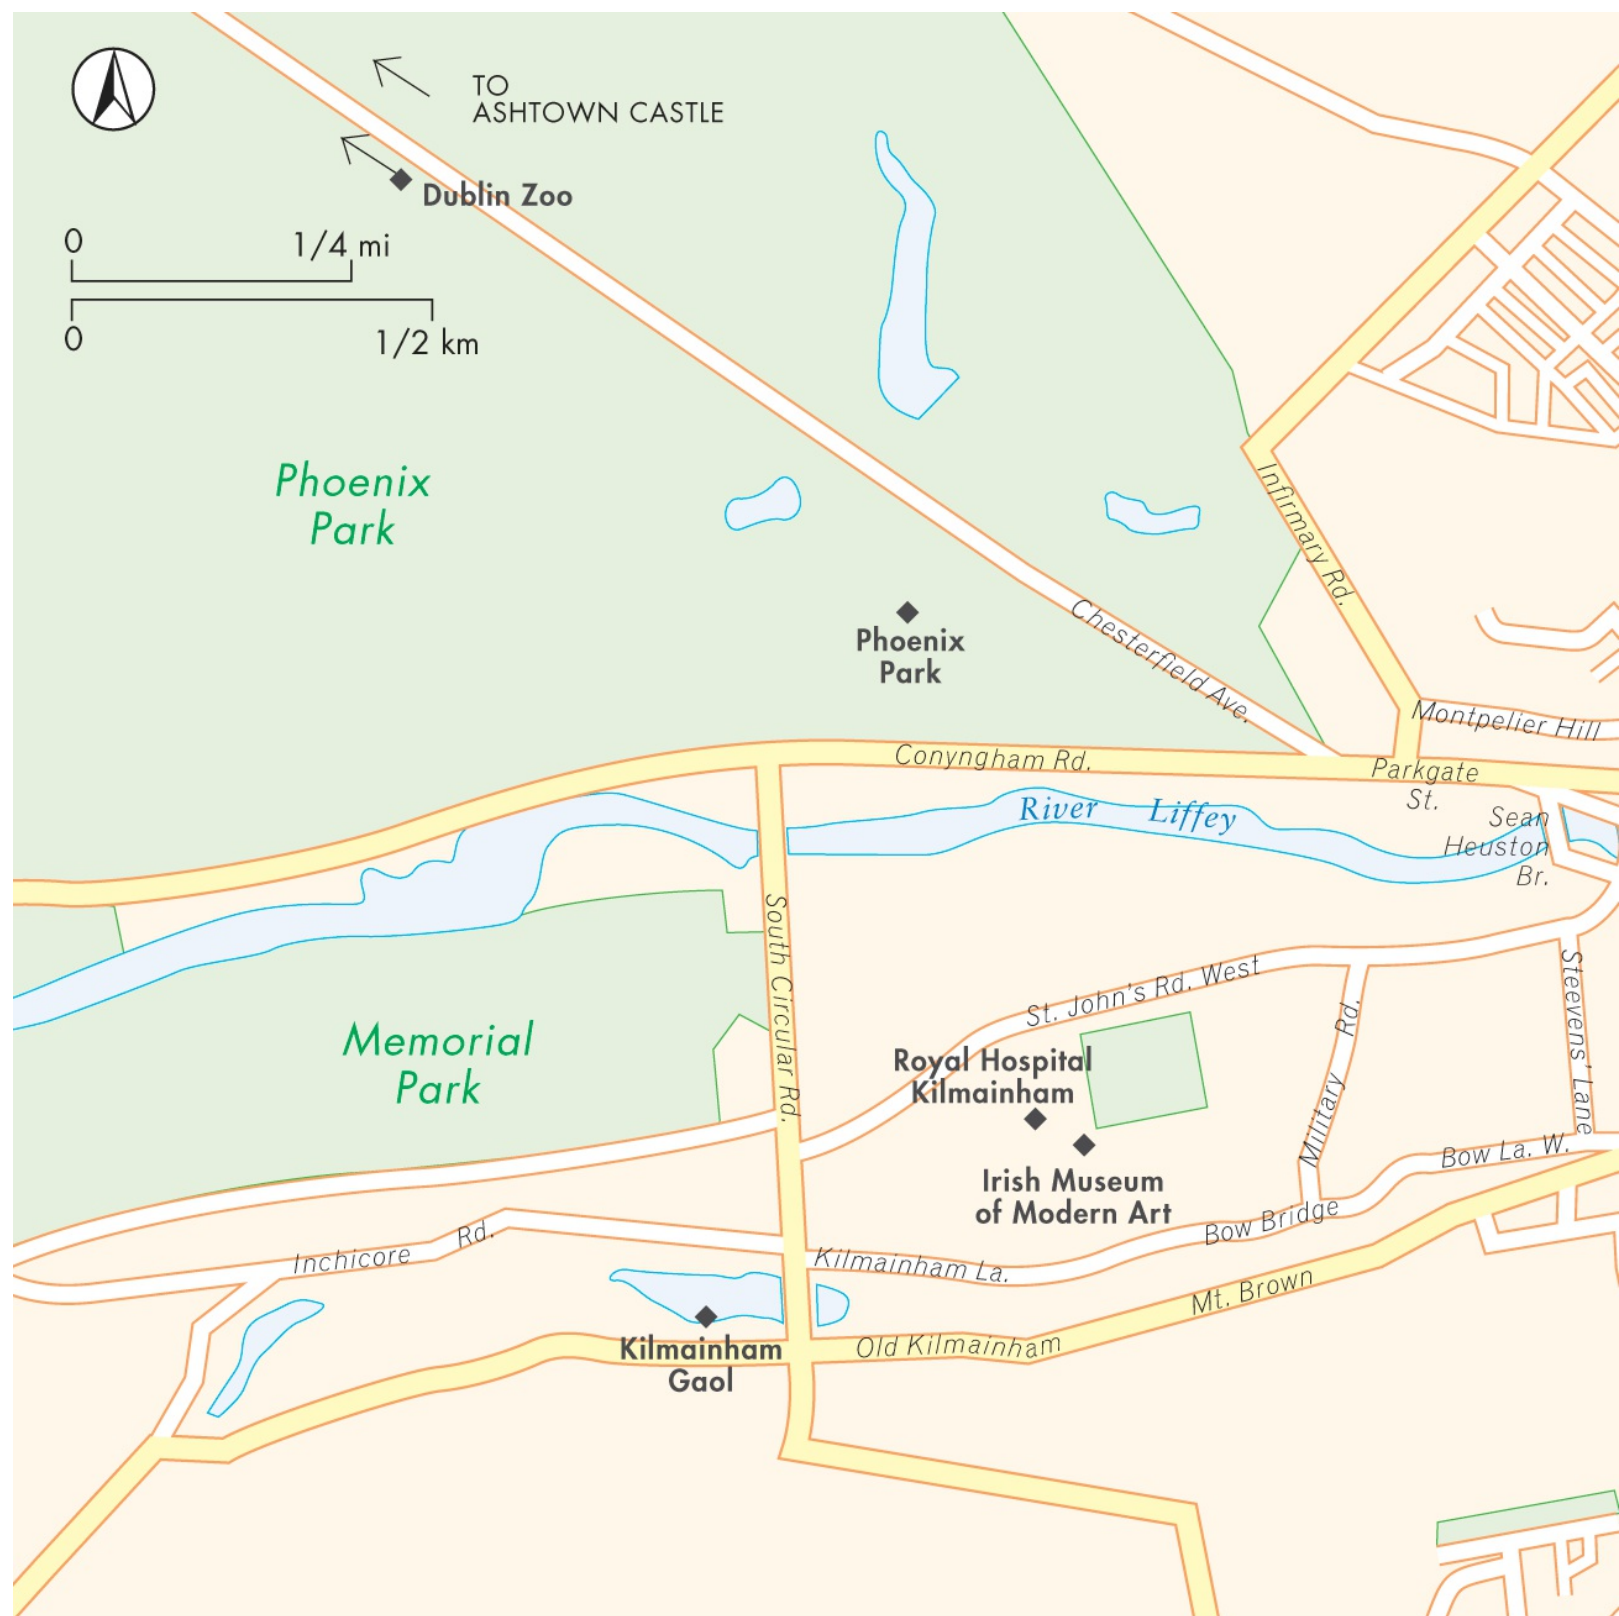 TO
ASHTOWN CASTLE
Dublin Zoo
0 1/4 mi
0 1/2 km
Phoenix
Park
Infirmary Rd.
Phoenix
Park
Chesterfield Ave.
Montpelier Hill
Conyngham Rd.
Parkgate
St.
River Liffey
Sean
Heuston
Br.
South Circular Rd.
St. John's Rd. West
Steevens' Lane
Military Rd.
Memorial
Park
Royal Hospital
Kilmainham
Irish Museum
of Modern Art
Bow La. W.
Bow Bridge
Inchicore Rd.
Kilmainham La.
Mt. Brown
Old Kilmainham
Kilmainham
Gaol